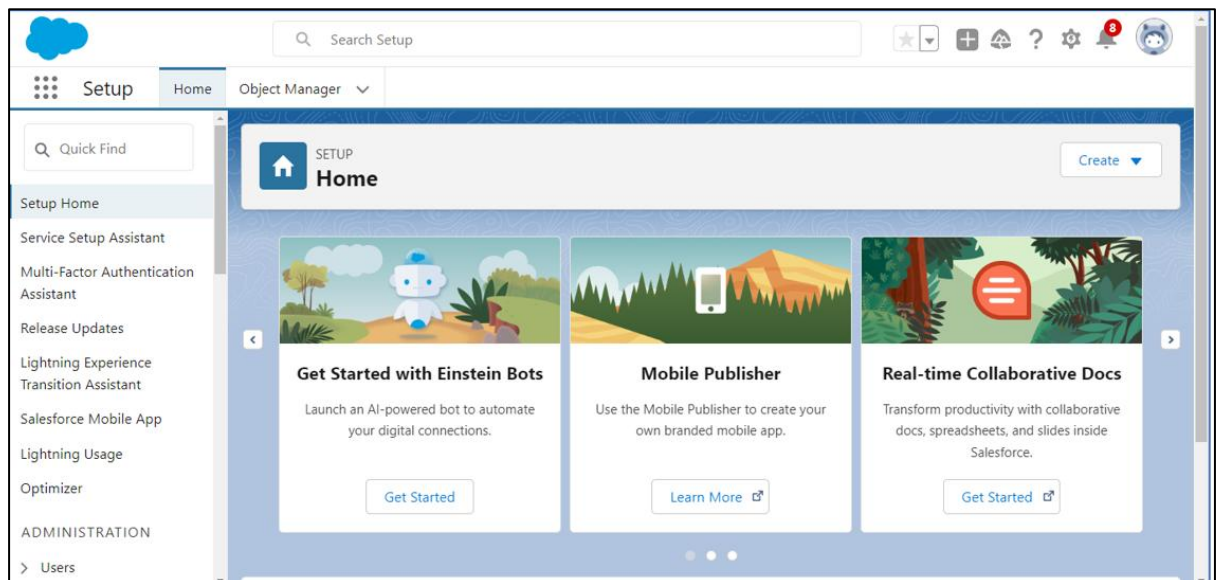 Search Setup
8
Setup
Home
Object Manager
Quick Find
Setup Home
Service Setup Assistant
Multi-Factor Authentication
Assistant
Release Updates
Lightning Experience
Transition Assistant
Salesforce Mobile App
Lightning Usage
Optimizer
ADMINISTRATION
Users
SETUP
Home
Create
Get Started with Einstein Bots
Launch an AI-powered bot to automate
your digital connections.
Get Started
Mobile Publisher
Use the Mobile Publisher to create your
own branded mobile app.
Learn More
Real-time Collaborative Docs
Transform productivity with collaborative
docs, spreadsheets, and slides inside
Salesforce.
Get Started